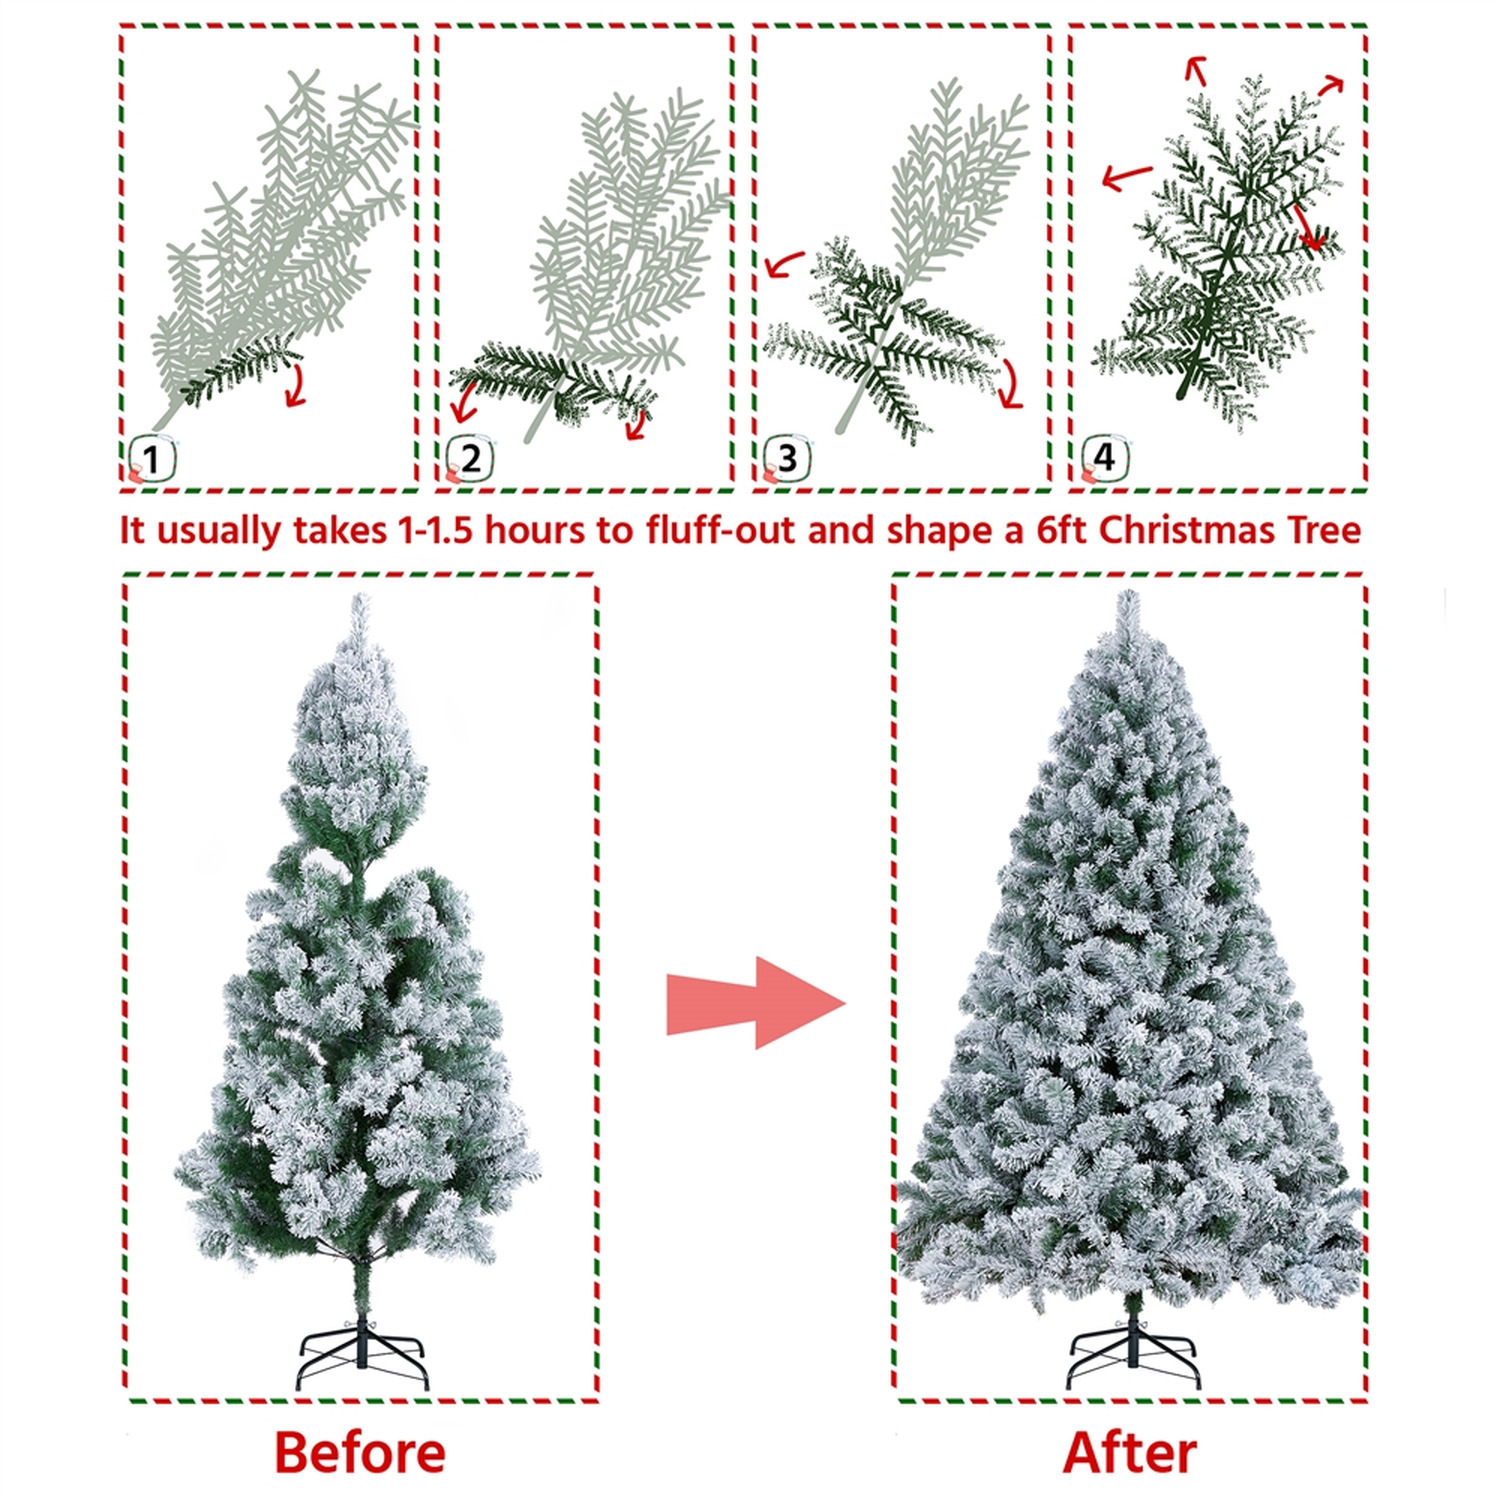 1
2
3
4
It usually takes 1-1.5 hours to fluff-out and shape a 6ft Christmas Tree
Before
After